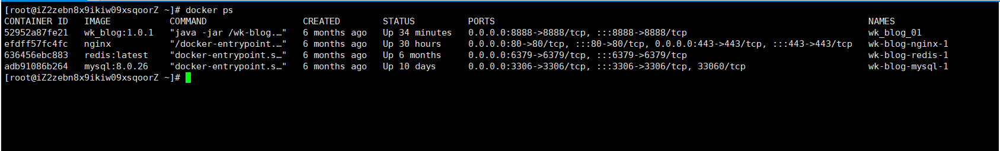 [root@iZ2zebn8x9ikiw09xsqoorZ ~]# docker ps
CONTAINER ID   IMAGE           COMMAND                  CREATED        STATUS          PORTS                                                                      NAMES
52952a87fe21   wk_blog:1.0.1   "java -jar /wk-blog.…"   6 months ago   Up 34 minutes   0.0.0.0:8888->8888/tcp, :::8888->8888/tcp                                  wk_blog_01
efdff57fc4fc   nginx           "/docker-entrypoint.…"   6 months ago   Up 30 hours     0.0.0.0:80->80/tcp, :::80->80/tcp, 0.0.0.0:443->443/tcp, :::443->443/tcp   wk-blog-nginx-1
636456ebc883   redis:latest    "docker-entrypoint.s…"   6 months ago   Up 6 months     0.0.0.0:6379->6379/tcp, :::6379->6379/tcp                                  wk-blog-redis-1
adb91086b264   mysql:8.0.26    "docker-entrypoint.s…"   6 months ago   Up 10 days      0.0.0.0:3306->3306/tcp, :::3306->3306/tcp, 33060/tcp                       wk-blog-mysql-1
[root@iZ2zebn8x9ikiw09xsqoorZ ~]#